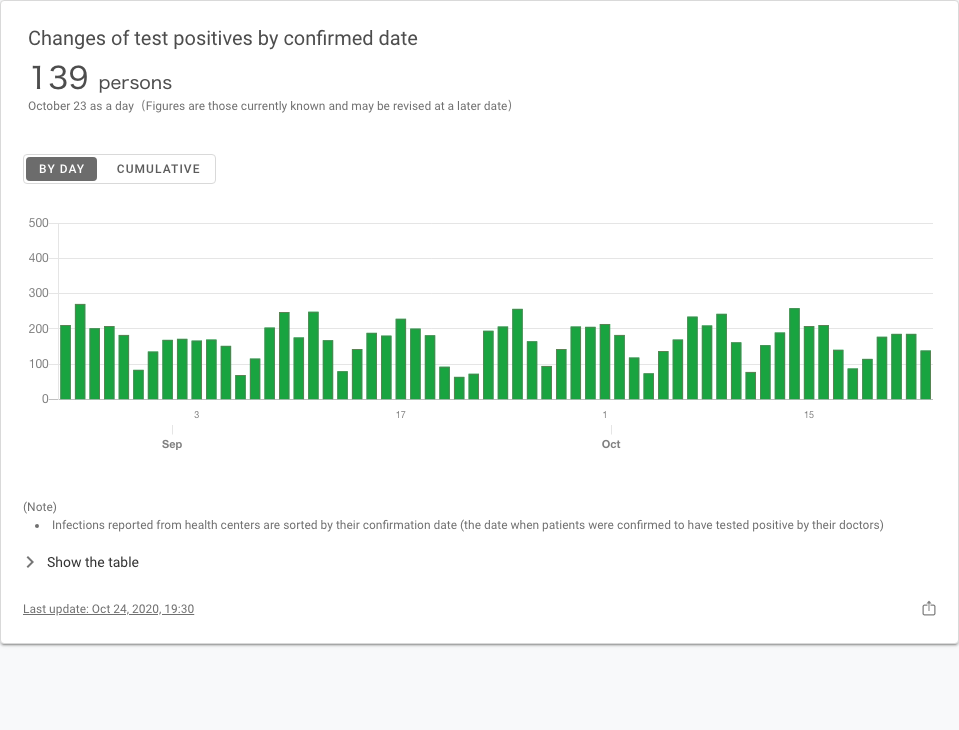 Changes of test positives by confirmed date
139 persons
October 23 as a day（Figures are those currently known and may be revised at a later date）
BY DAY CUMULATIVE
500
400
300
200
100
0
3 17 1 15
Sep Oct
(Note)
• Infections reported from health centers are sorted by their confirmation date (the date when patients were confirmed to have tested positive by their doctors)
Show the table
Last update: Oct 24, 2020, 19:30